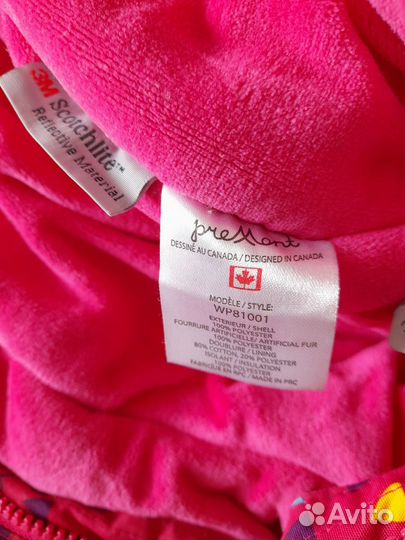 3M Scotchlite™
Reflective Material
preMont
DESSINÉ AU CANADA / DESIGNED IN CANADA
MODÈLE / STYLE:
WP81001
EXTERIEUR / SHELL
100% POLYESTER
FOURRURE ARTIFICIELLE/ ARTIFICIAL FUR
100% POLYESTER
DOUBLURE / LINING
80% COTTON, 20% POLYESTER
ISOLANT / INSULATION
100% POLYESTER
FABRIQUÉ EN RPC / MADE IN PRC
Avito